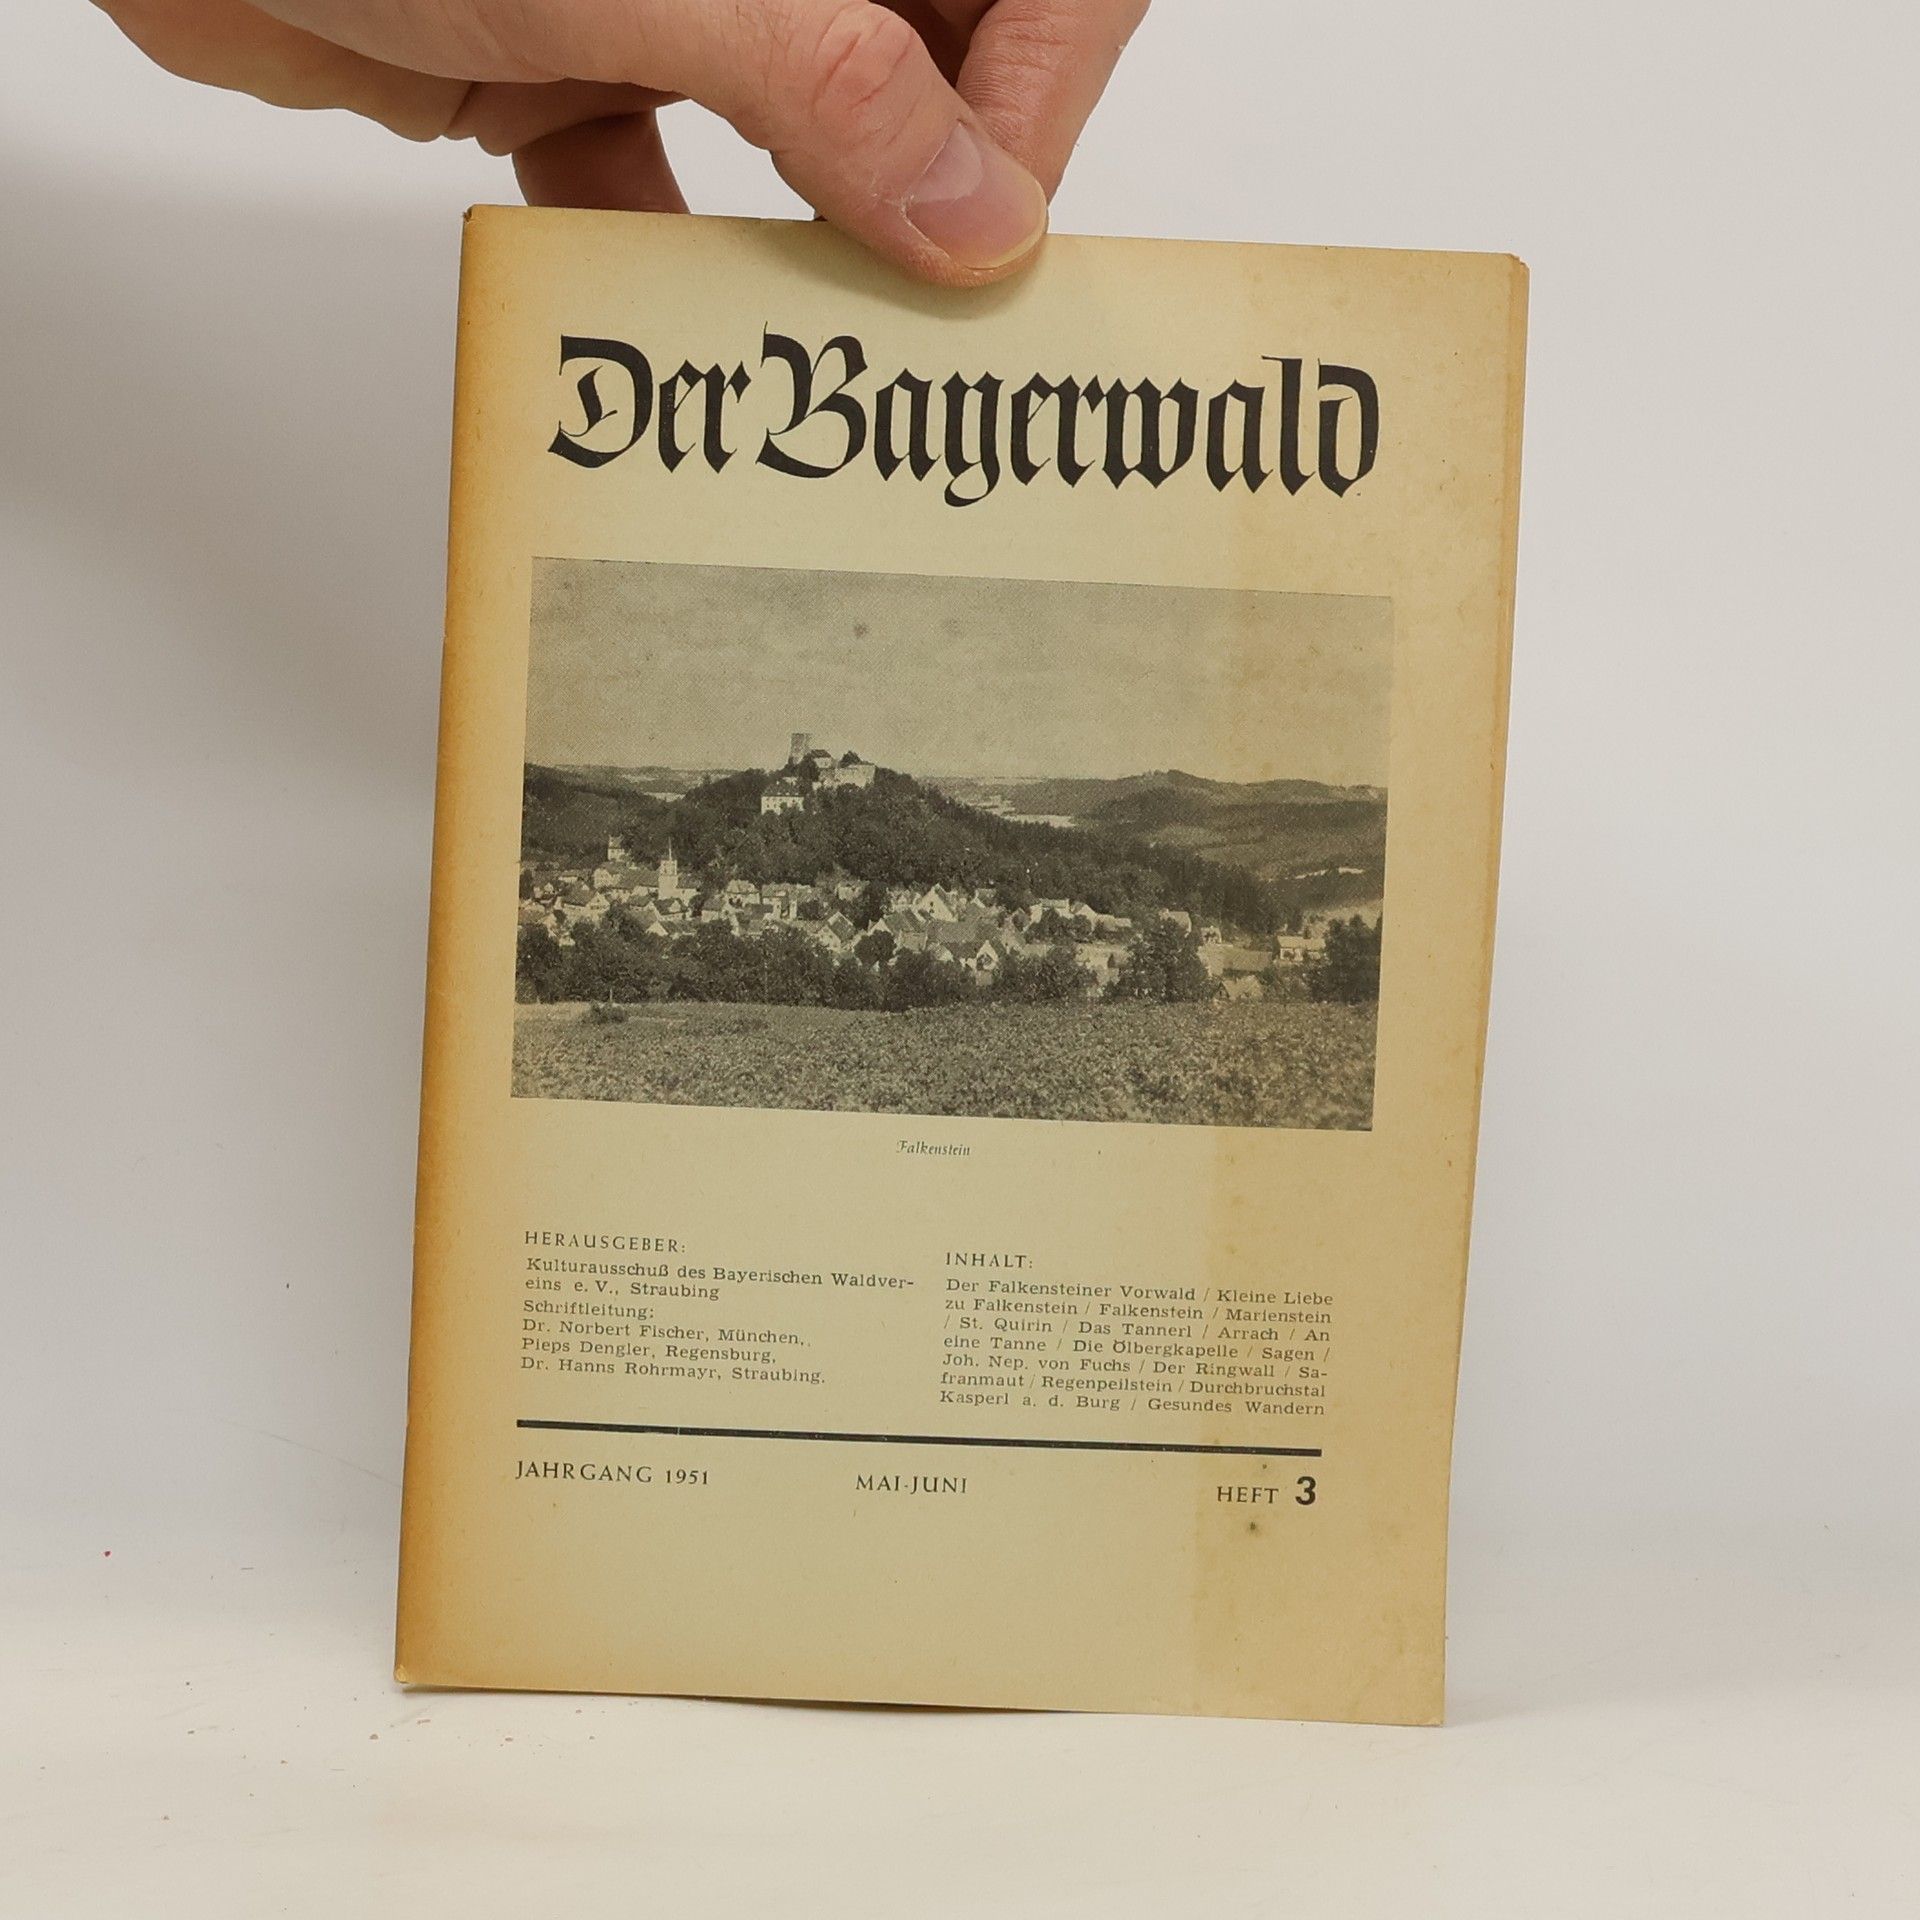 Der Bayerwald
Falkenstein
HERAUSGEBER:
Kulturausschuß des Bayerischen Waldver-
eins e. V., Straubing
Schriftleitung:
Dr. Norbert Fischer, München,
Pieps Dengler, Regensburg,
Dr. Hanns Rohrmayr, Straubing.
INHALT:
Der Falkensteiner Vorwald / Kleine Liebe
zu Falkenstein / Falkenstein / Marienstein
/ St. Quirin / Das Tannerl / Arrach / An
eine Tanne / Die Ölbergkapelle / Sagen /
Joh. Nep. von Fuchs / Der Ringwall / Sa-
franmaut / Regenpeilstein / Durchbruchstal
Kasperl a. d. Burg / Gesundes Wandern
JAHRGANG 1951
MAI-JUNI
HEFT 3